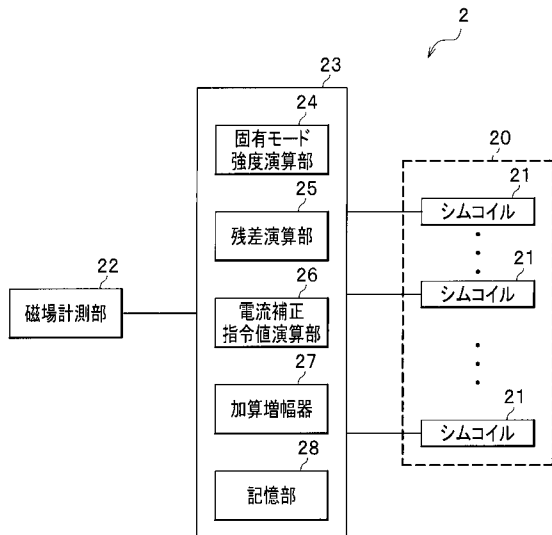 2
23
24
固有モード
強度演算部
25
残差演算部
26
電流補正
指令値演算部
27
加算増幅器
28
記憶部
22
磁場計測部
20
21
シムコイル
21
シムコイル
21
シムコイル